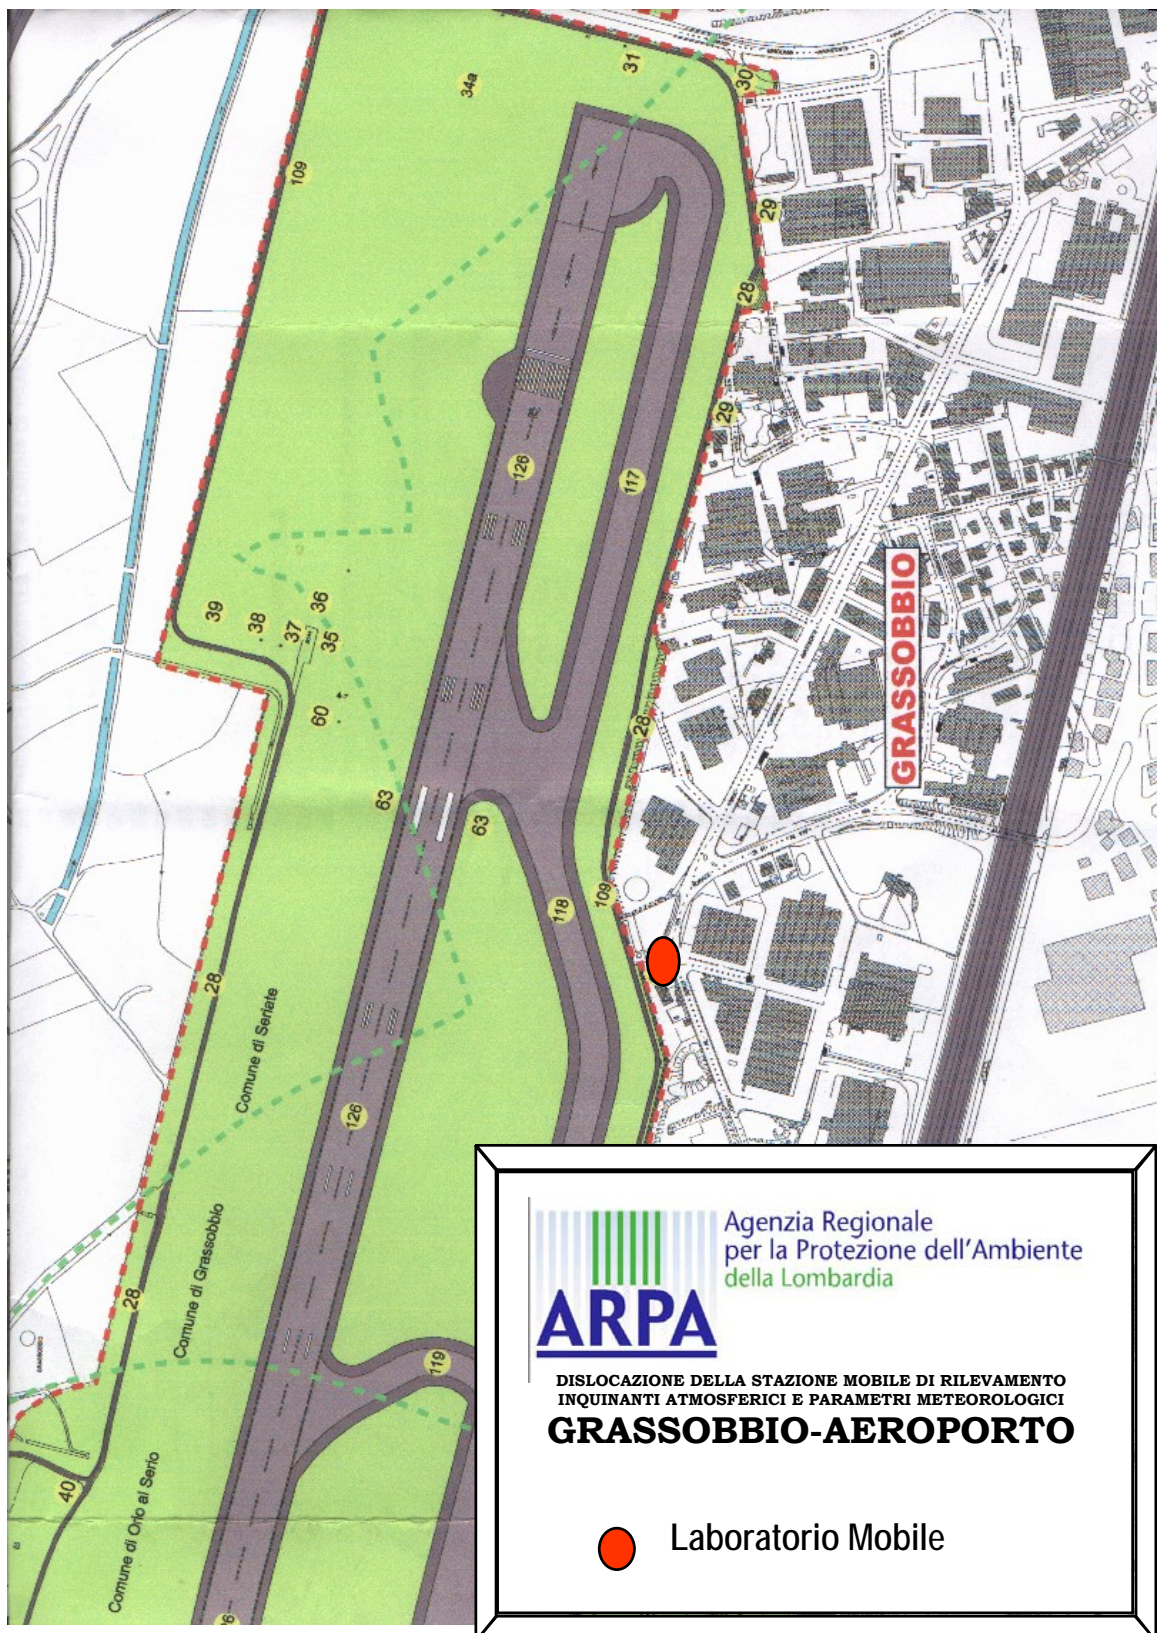 34a
31
30
109
29
28
29
126
117
39
38
37
36
35
60
28
63
63
GRASSOBBIO
118
109
28
Comune di Seriate
126
28
Comune di Grassobbio
119
40
Comune di Orio al Serio
ARPA
Agenzia Regionale
per la Protezione dell'Ambiente
della Lombardia
DISLOCAZIONE DELLA STAZIONE MOBILE DI RILEVAMENTO
INQUINANTI ATMOSFERICI E PARAMETRI METEOROLOGICI
GRASSOBBIO-AEROPORTO
Laboratorio Mobile